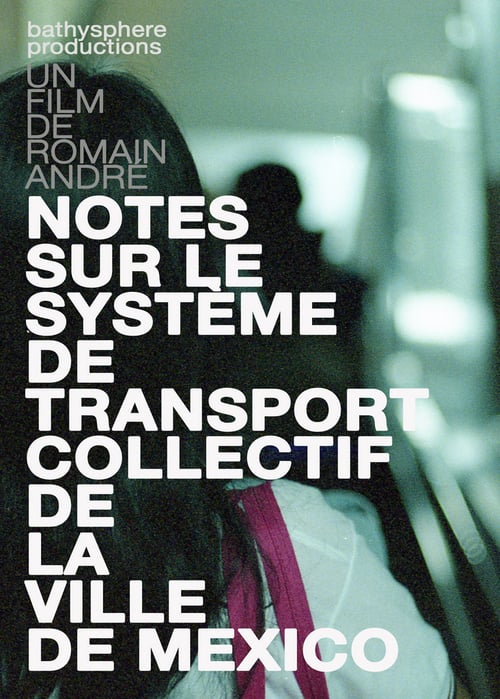 bathysphere
productions
UN
FILM
DE
ROMAIN
ANDRÉ
NOTES
SUR LE
SYSTÈME
DE
TRANSPORT
COLLECTIF
DE
LA
VILLE
DE MEXICO